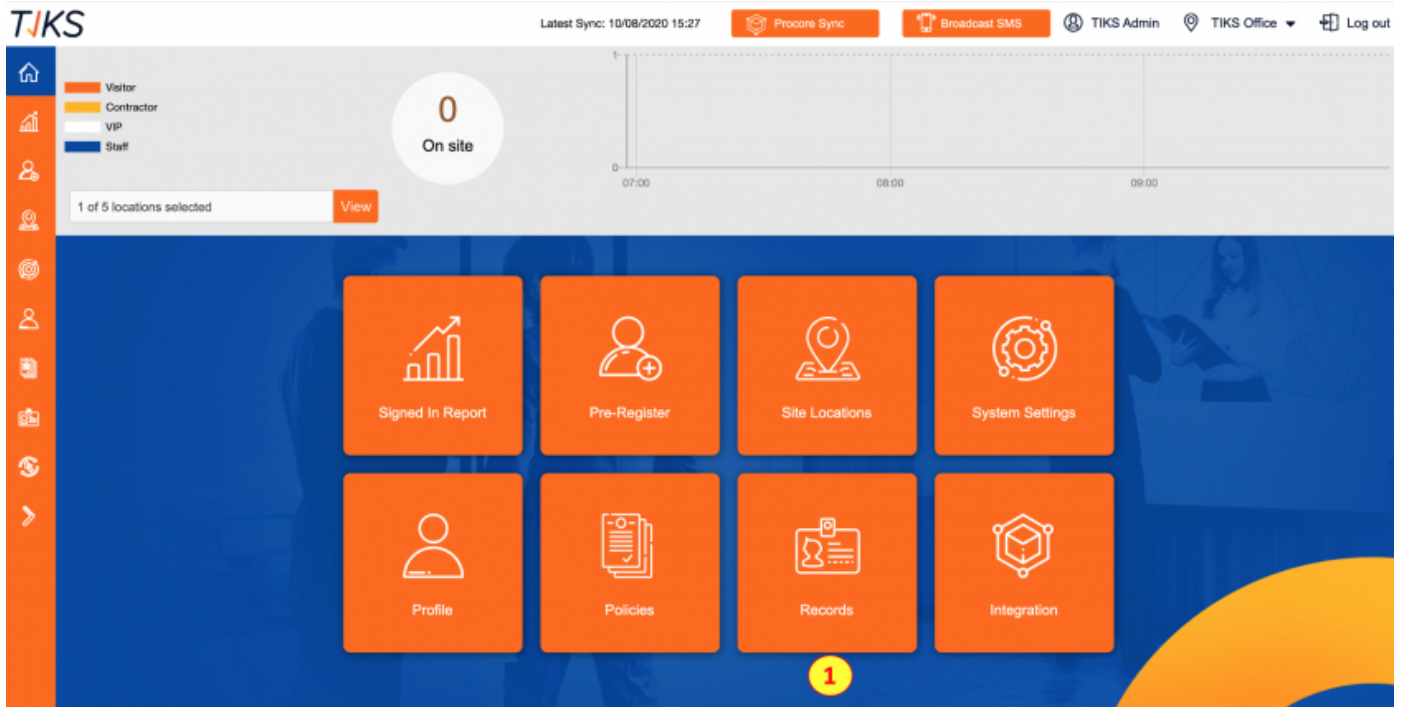 TIKS
Latest Sync: 10/08/2020 15:27
Procore Sync
Broadcast SMS
TIKS Admin
TIKS Office
Log out
Visitor
Contractor
VIP
Staff
0
On site
1
0
07:00
08:00
09:00
1 of 5 locations selected
View
Signed In Report
Pre-Register
Site Locations
System Settings
Profile
Policies
Records
Integration
1